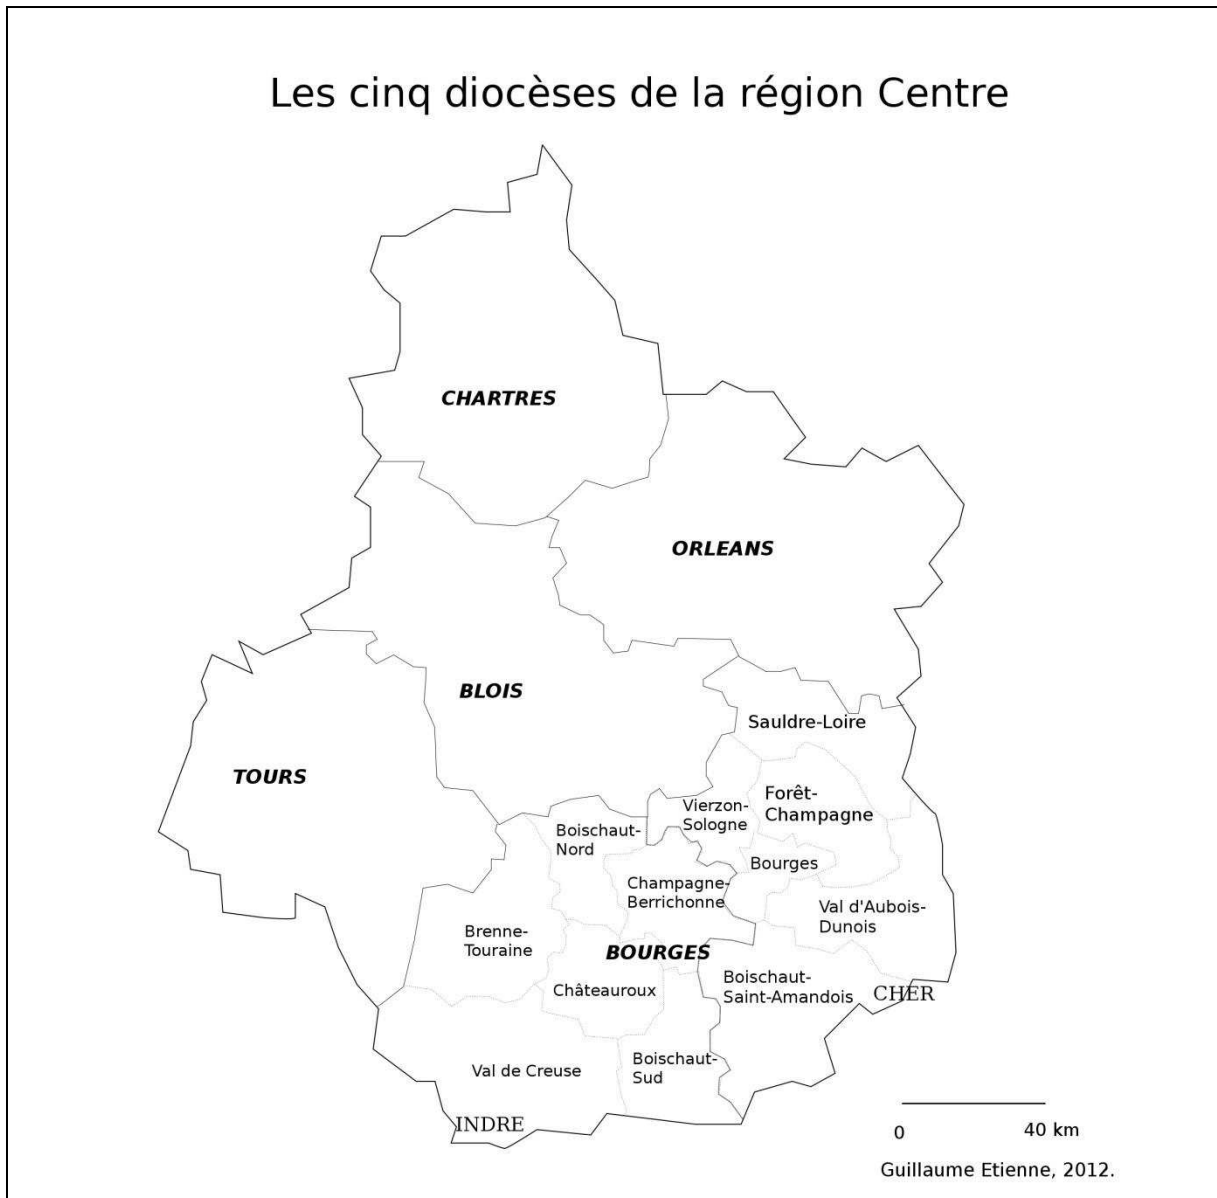 Les cinq diocèses de la région Centre
CHARTRES
ORLEANS
BLOIS
TOURS
Sauldre-Loire
Vierzon-
Sologne
Forêt-
Champagne
Boischaut-
Nord
Bourges
Champagne-
Berrichonne
Val d'Aubois-
Dunois
Brenne-
Touraine
BOURGES
Châteauroux
Boischaut-
Saint-Amandois
CHER
Val de Creuse
Boischaut-
Sud
INDRE
0
40 km
Guillaume Etienne, 2012.